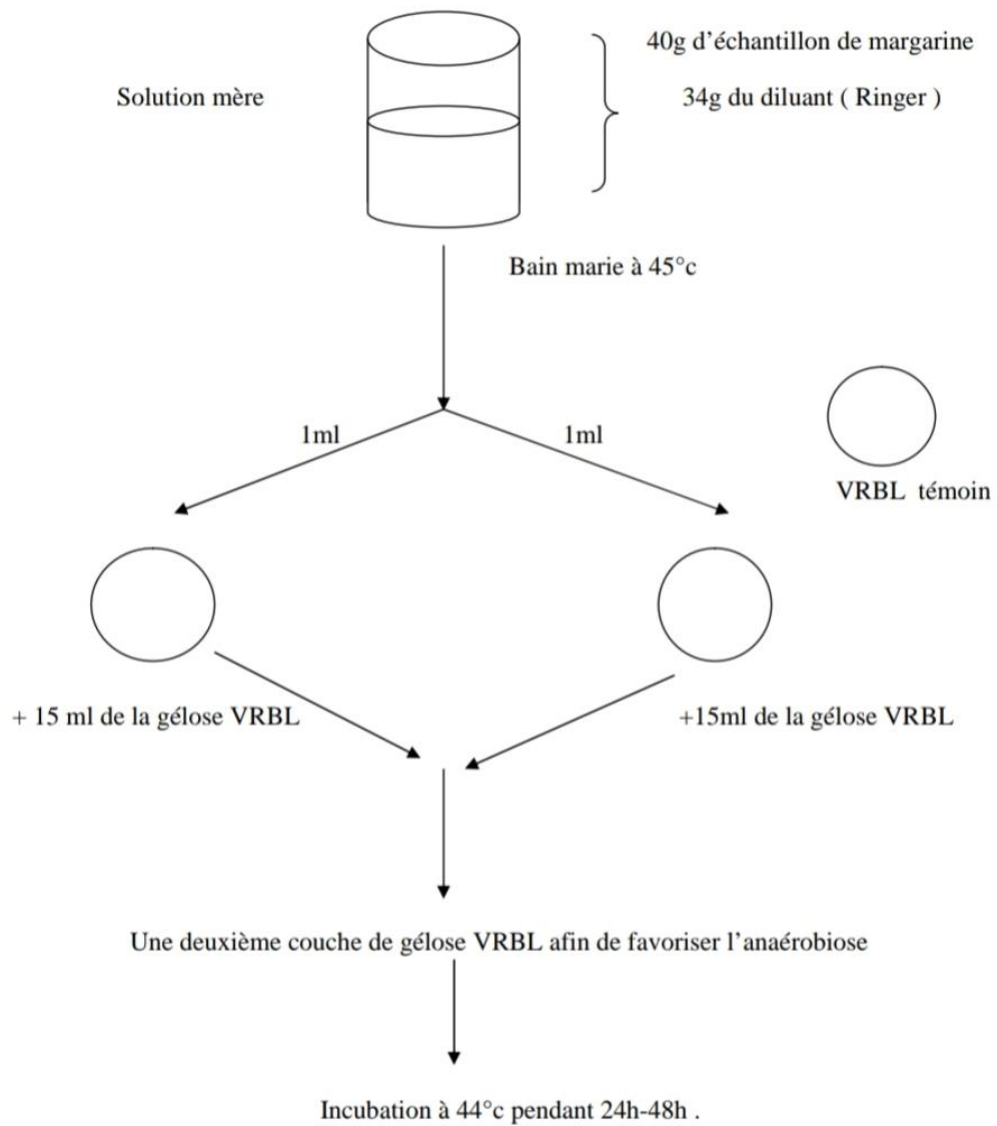 40g d’échantillon de margarine
Solution mère
34g du diluant ( Ringer )
Bain marie à 45°c
1ml
1ml
VRBL témoin
+ 15 ml de la gélose VRBL
+15ml de la gélose VRBL
Une deuxième couche de gélose VRBL afin de favoriser l’anaérobiose
Incubation à 44°c pendant 24h-48h .